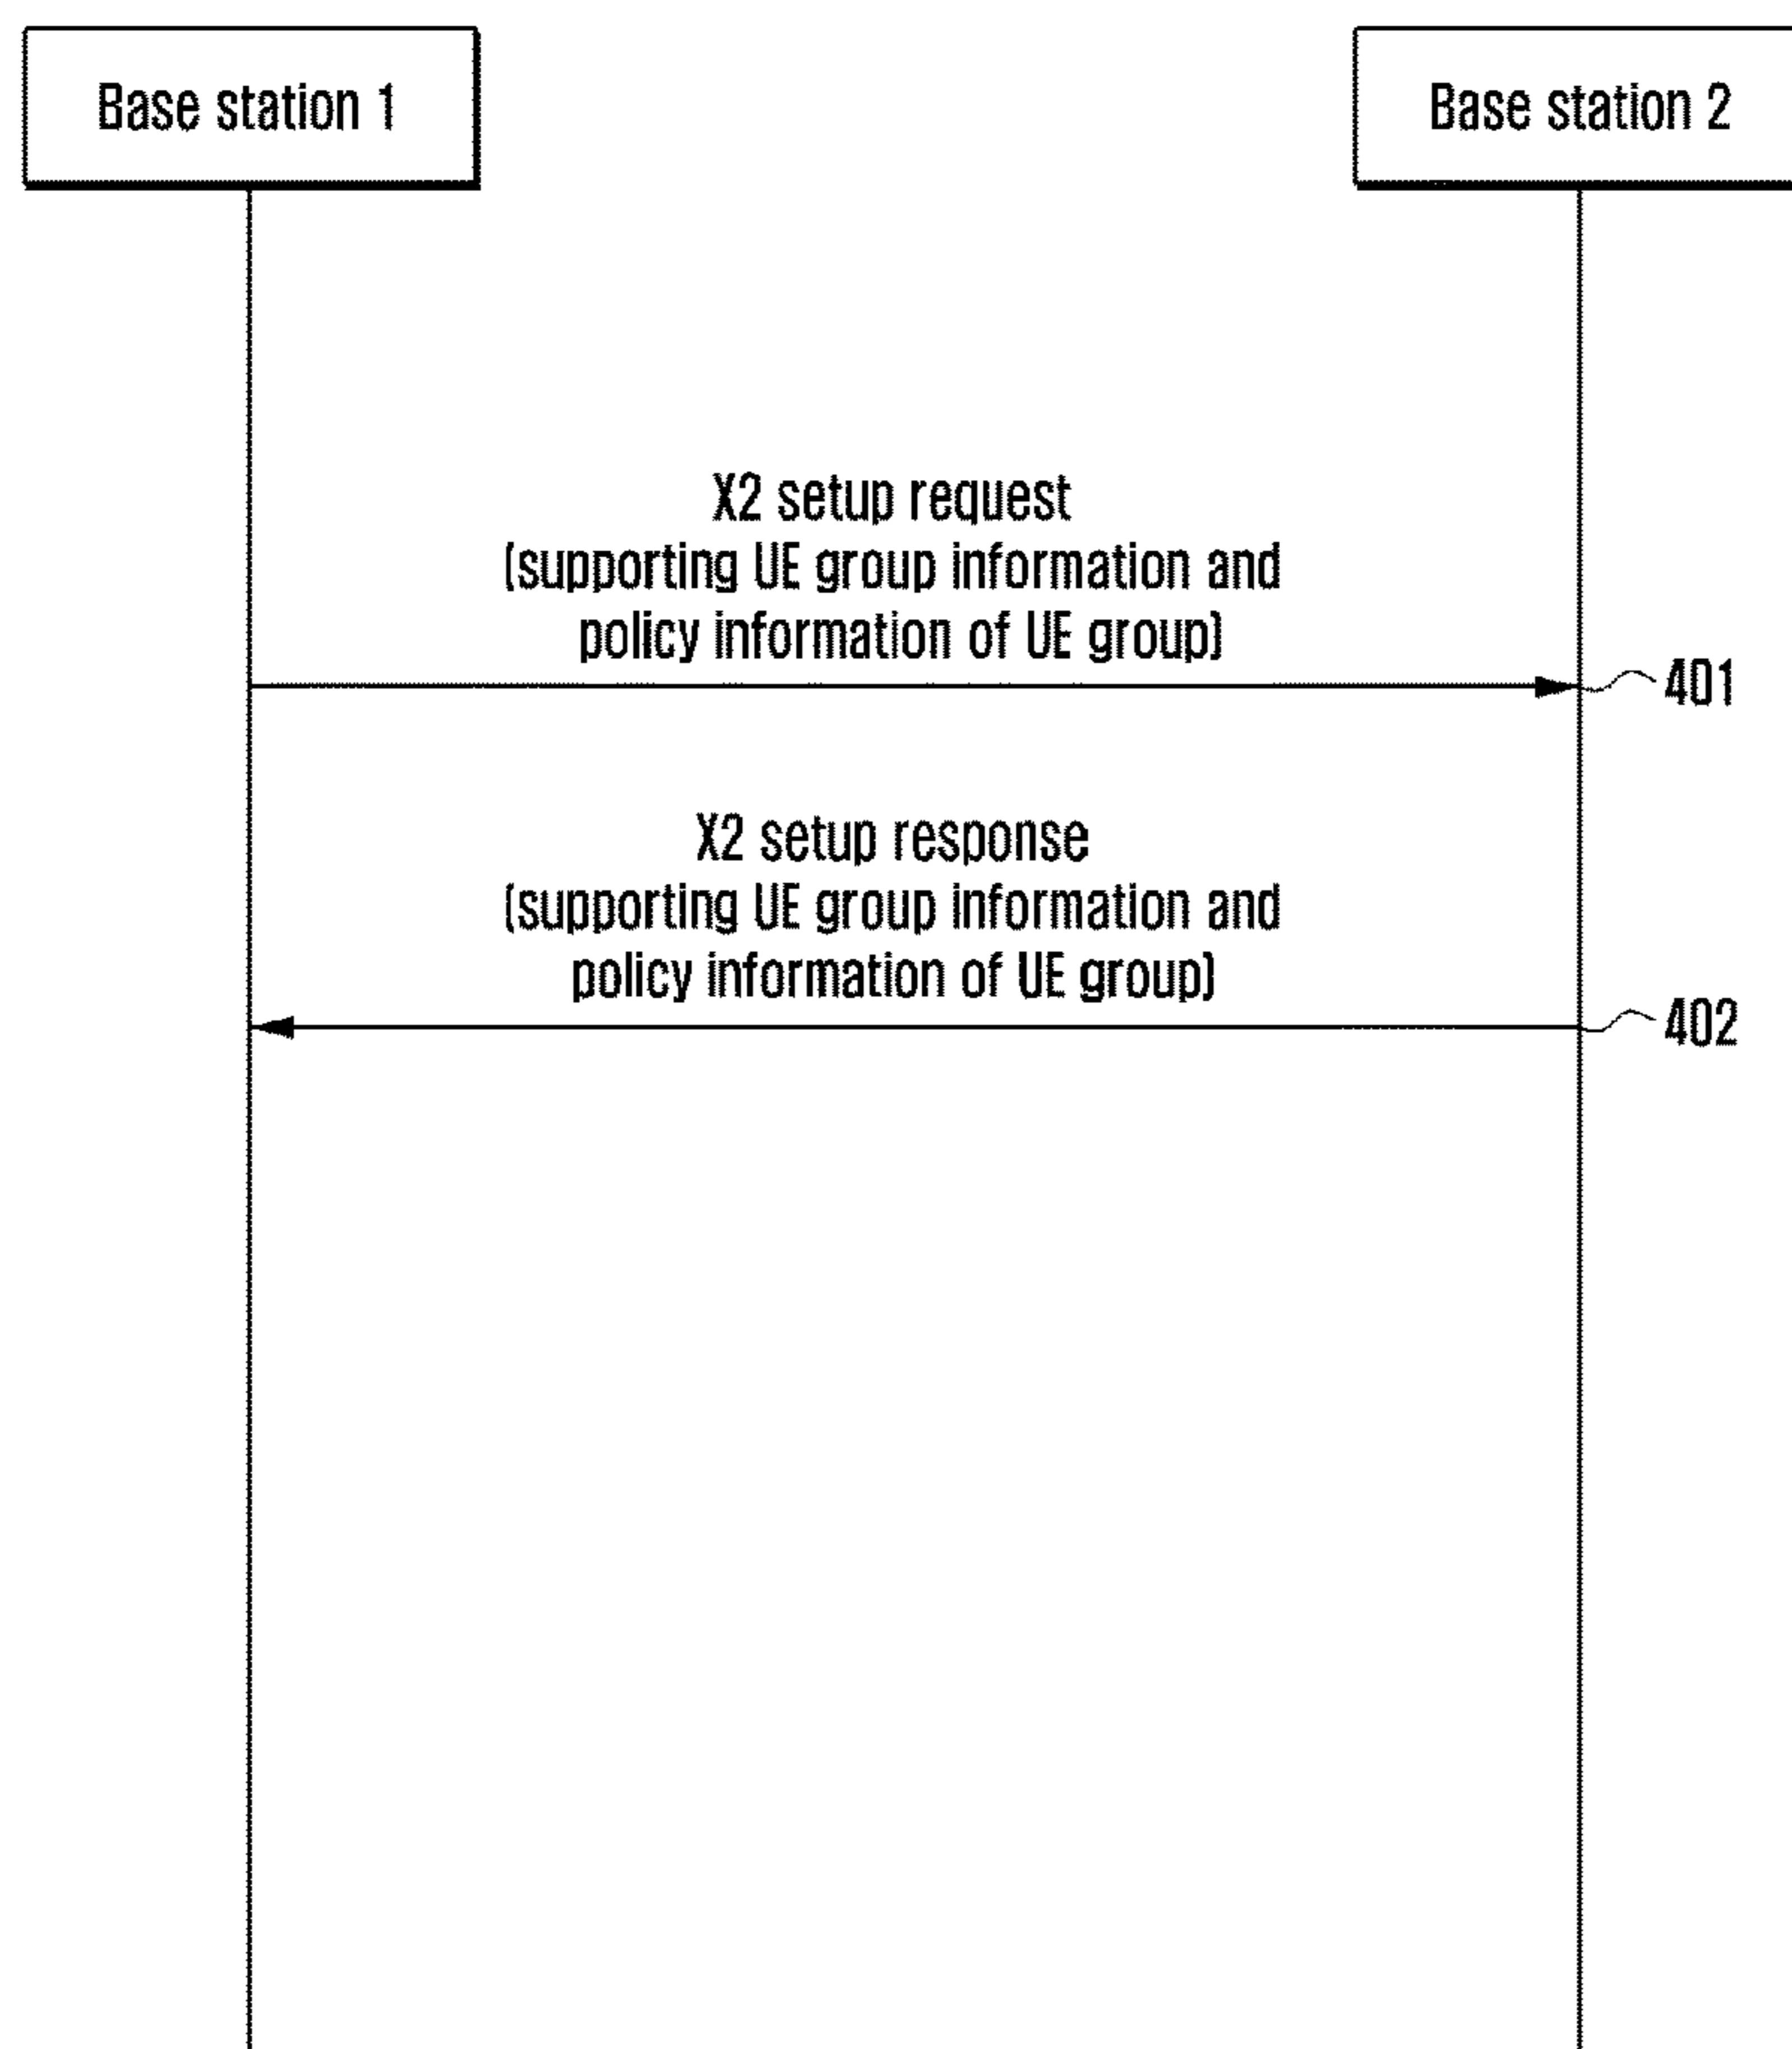 Base station 1
Base station 2
X2 setup request
(supporting UE group information and
policy information of UE group)
401
X2 setup response
(supporting UE group information and
policy information of UE group)
402